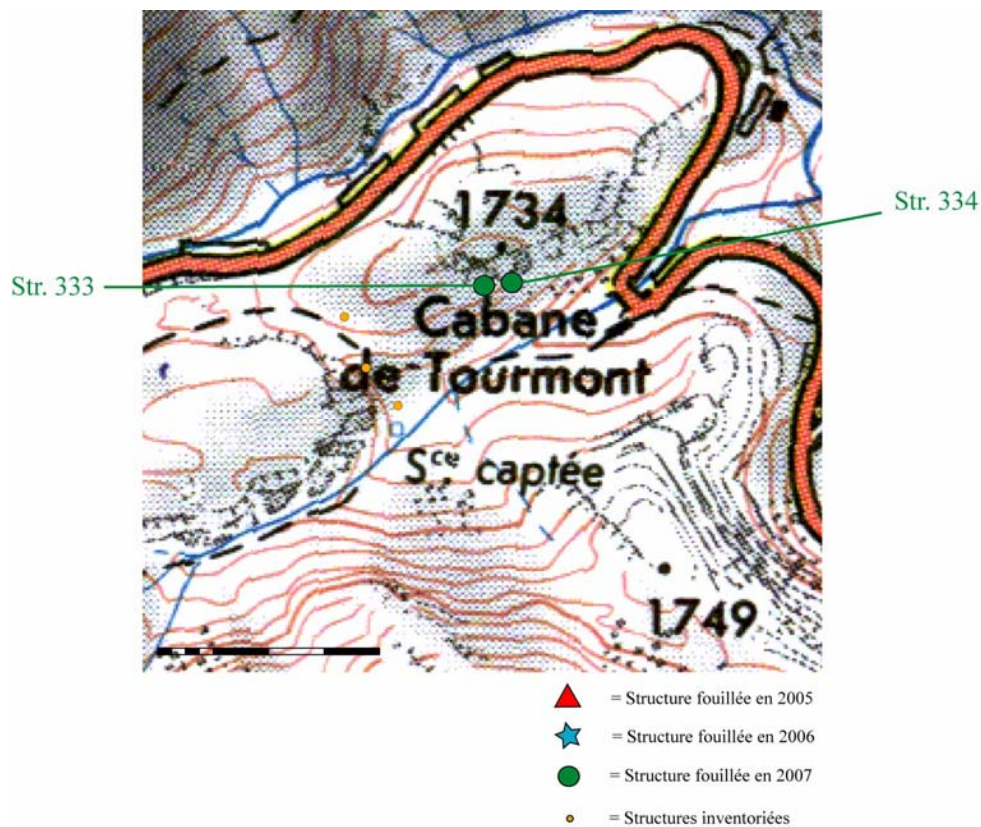 1734
Str. 334
Str. 333
Cabane
de Tourmont
Sce captée
1749
= Structure fouillée en 2005
= Structure fouillée en 2006
= Structure fouillée en 2007
= Structures inventoriées